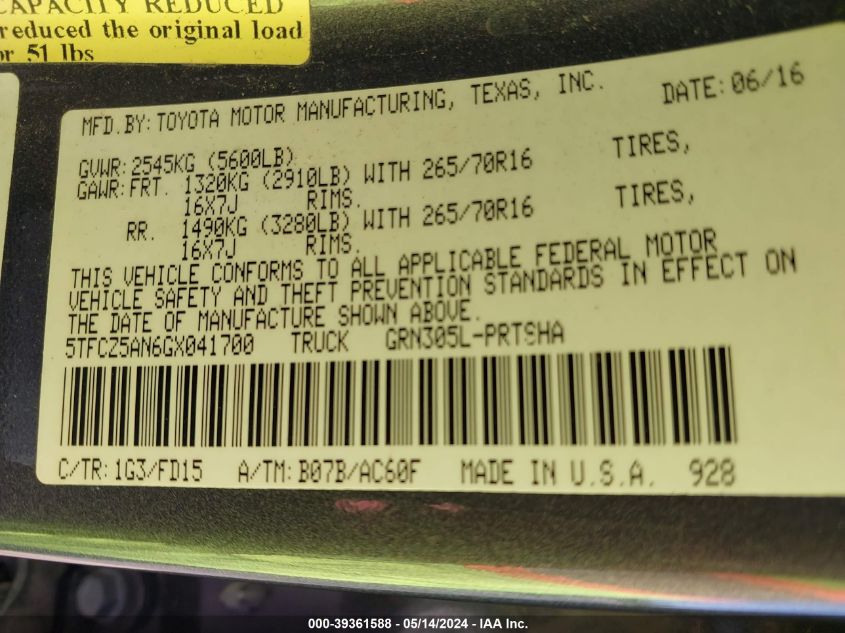 CAPACITY REDUCED
reduced the original load
or 51 lbs
MFD.BY:TOYOTA MOTOR MANUFACTURING, TEXAS, INC. DATE:06/16
GVWR:2545KG (5600LB)
GAWR:FRT. 1320KG (2910LB) WITH 265/70R16 TIRES,
16X7J RIMS.
RR. 1490KG (3280LB) WITH 265/70R16 TIRES,
16X7J RIMS.
THIS VEHICLE CONFORMS TO ALL APPLICABLE FEDERAL MOTOR
VEHICLE SAFETY AND THEFT PREVENTION STANDARDS IN EFFECT ON
THE DATE OF MANUFACTURE SHOWN ABOVE.
5TFCZ5AN6GX041700 TRUCK GRN305L-PRTSHA
C/TR:1G3/FD15 A/TM:B07B/AC60F MADE IN U.S.A. 928
000-39361588 - 05/14/2024 - IAA Inc.